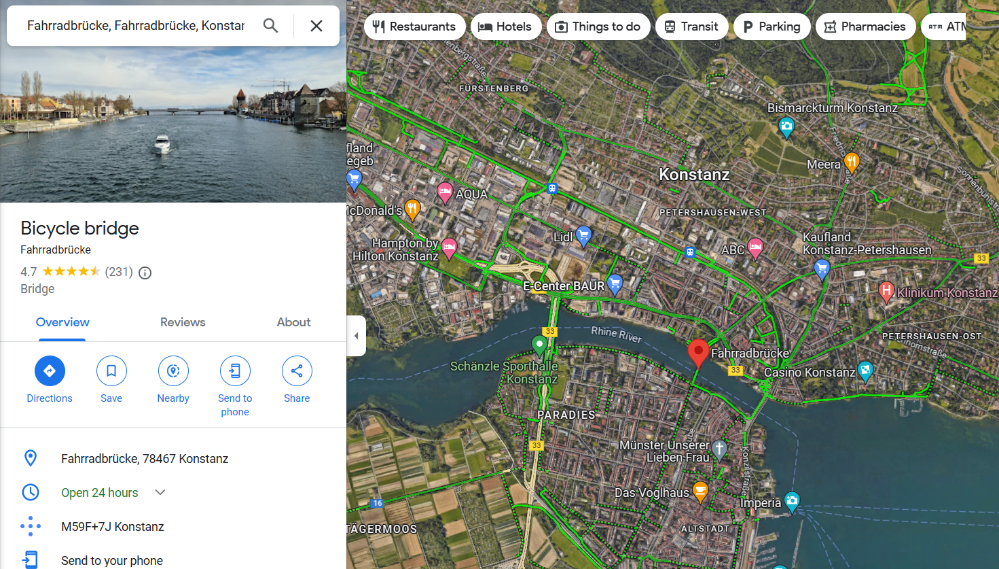 Fahrradbrücke, Fahrradbrücke, Konstar
Bicycle bridge
Fahrradbrücke
4.7 (231)
Bridge
Overview Reviews About
Directions
Save
Nearby
Send to
phone
Share
Fahrradbrücke, 78467 Konstanz
Open 24 hours
M59F+7J Konstanz
Send to your phone
Restaurants
Hotels
Things to do
Transit
Parking
Pharmacies
ATM
FÜRSTENBERG
Bismarckturm Konstanz
fland
egeb
Meera
Konstanz
AQUA
McDonald's
PETERSHAUSEN-WEST
Sonnenbühlstr
Hampton by
Hilton Konstanz
Lidl
ABC
Kaufland
Konstanz-Petershausen
33
E-Center BAUR
Klinikum Konstanz
33
Rhine River
PETERSHAUSEN-OST
Schänzle Sporthalle
Konstanz
Fahrradbrücke
33
Casino Konstanz
PARADIES
33
Münster Unserer
Lieben Frau
Konzilstraße
Das Voglhaus
Imperia
16
TÄGERMOOS
ALTSTADT